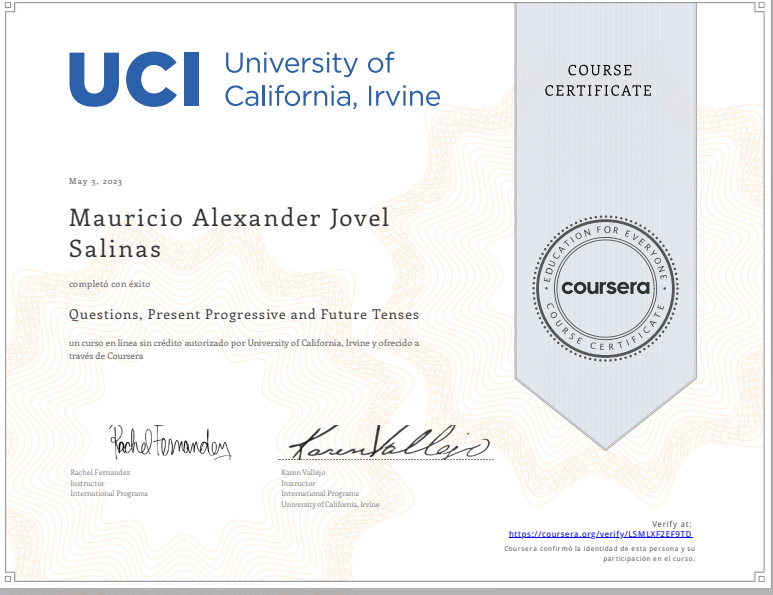 UCI University of
California, Irvine
COURSE
CERTIFICATE
May 3, 2023
Mauricio Alexander Jovel
Salinas
completó con éxito
Questions, Present Progressive and Future Tenses
un curso en línea sin crédito autorizado por University of California, Irvine y ofrecido a
través de Coursera
EDUCATION FOR EVERYONE
coursera
COURSE CERTIFICATE
Rachel Fernandez
Karen Vallejo
Rachel Fernandez
Instructor
International Programs
Karen Vallejo
Instructor
International Programs
University of California, Irvine
Verify at:
https://coursera.org/verify/LSMLXF2EF9TD
Coursera confirmó la identidad de esta persona y su
participación en el curso.